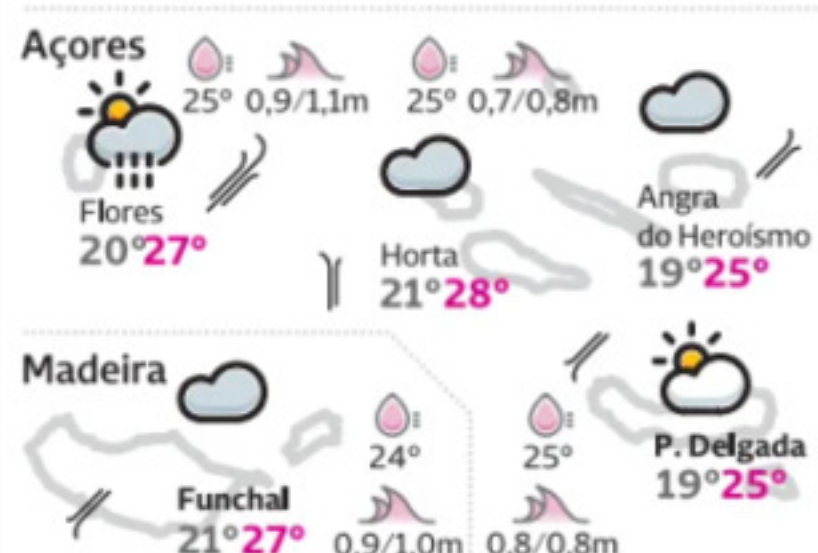 Açores
25° 0,9/1,1m
25° 0,7/0,8m
Flores
20° 27°
Horta
21° 28°
Angra
do Heroísmo
19° 25°
Madeira
24°
0,9/1,0m
Funchal
21° 27°
25°
0,8/0,8m
P. Delgada
19° 25°